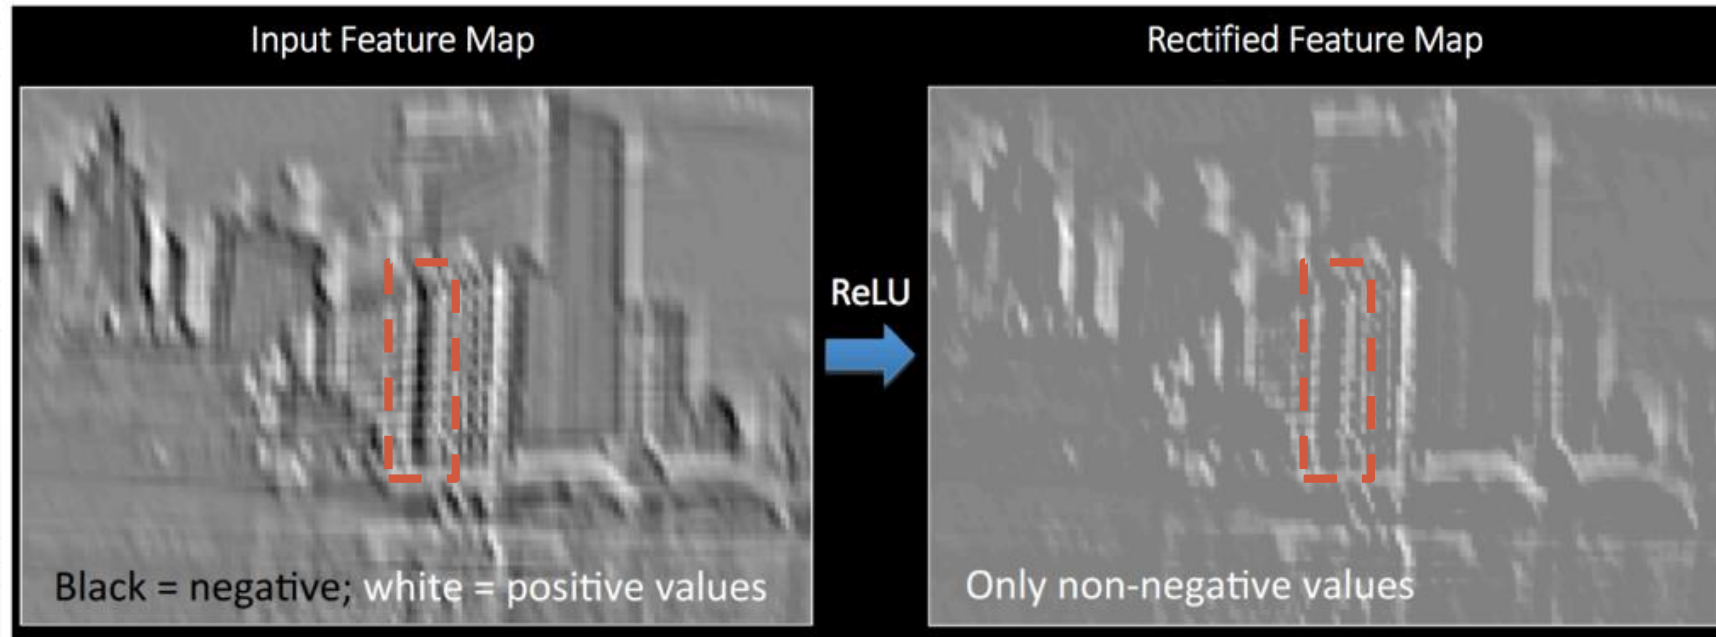 Input Feature Map
Rectified Feature Map
ReLU
Black = negative; white = positive values
Only non-negative values